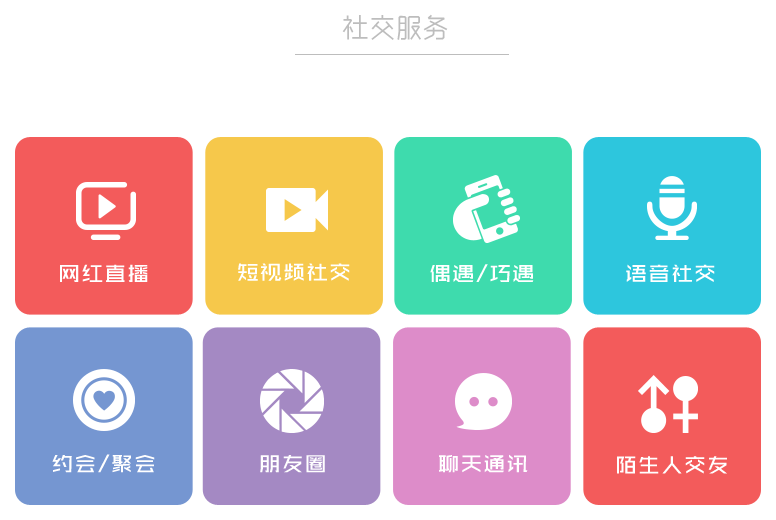 社交服务
网红直播
短视频社交
偶遇/巧遇
语音社交
约会/聚会
朋友圈
聊天通讯
陌生人交友